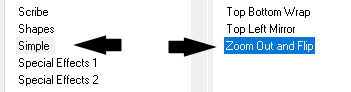 Scribe
Shapes
Simple
Special Effects 1
Special Effects 2
Top Bottom Wrap
Top Left Mirror
Zoom Out and Flip